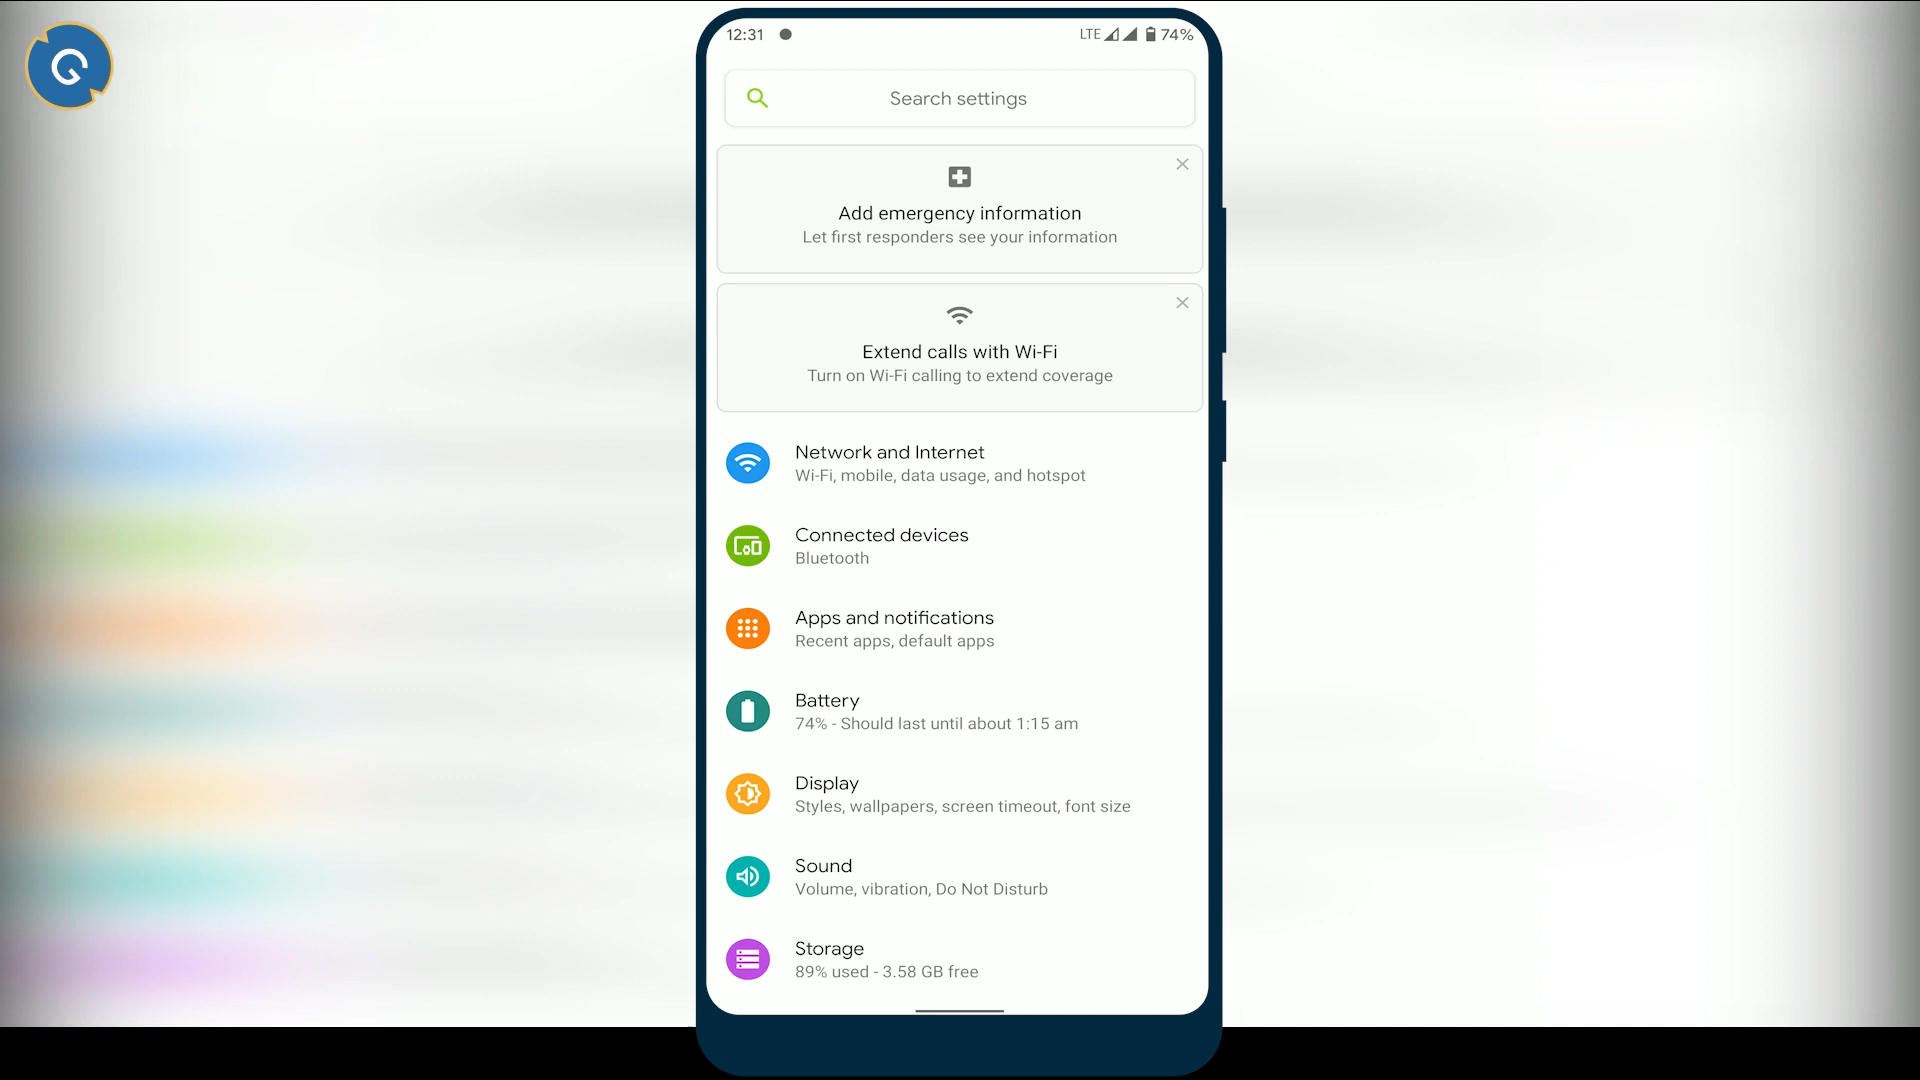 12:31
LTE 74%
Search settings
Add emergency information
Let first responders see your information
Extend calls with Wi-Fi
Turn on Wi-Fi calling to extend coverage
Network and Internet
Wi-Fi, mobile, data usage, and hotspot
Connected devices
Bluetooth
Apps and notifications
Recent apps, default apps
Battery
74% - Should last until about 1:15 am
Display
Styles, wallpapers, screen timeout, font size
Sound
Volume, vibration, Do Not Disturb
Storage
89% used - 3.58 GB free